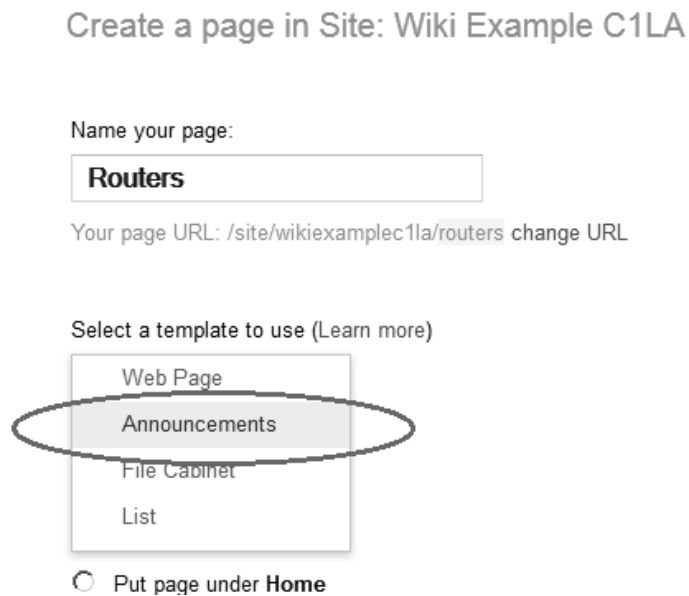 Create a page in Site: Wiki Example C1LA
Name your page:
Routers
Your page URL: /site/wikiexamplec1la/routers change URL
Select a template to use (Learn more)
Web Page
Announcements
File Cabinet
List
Put page under Home